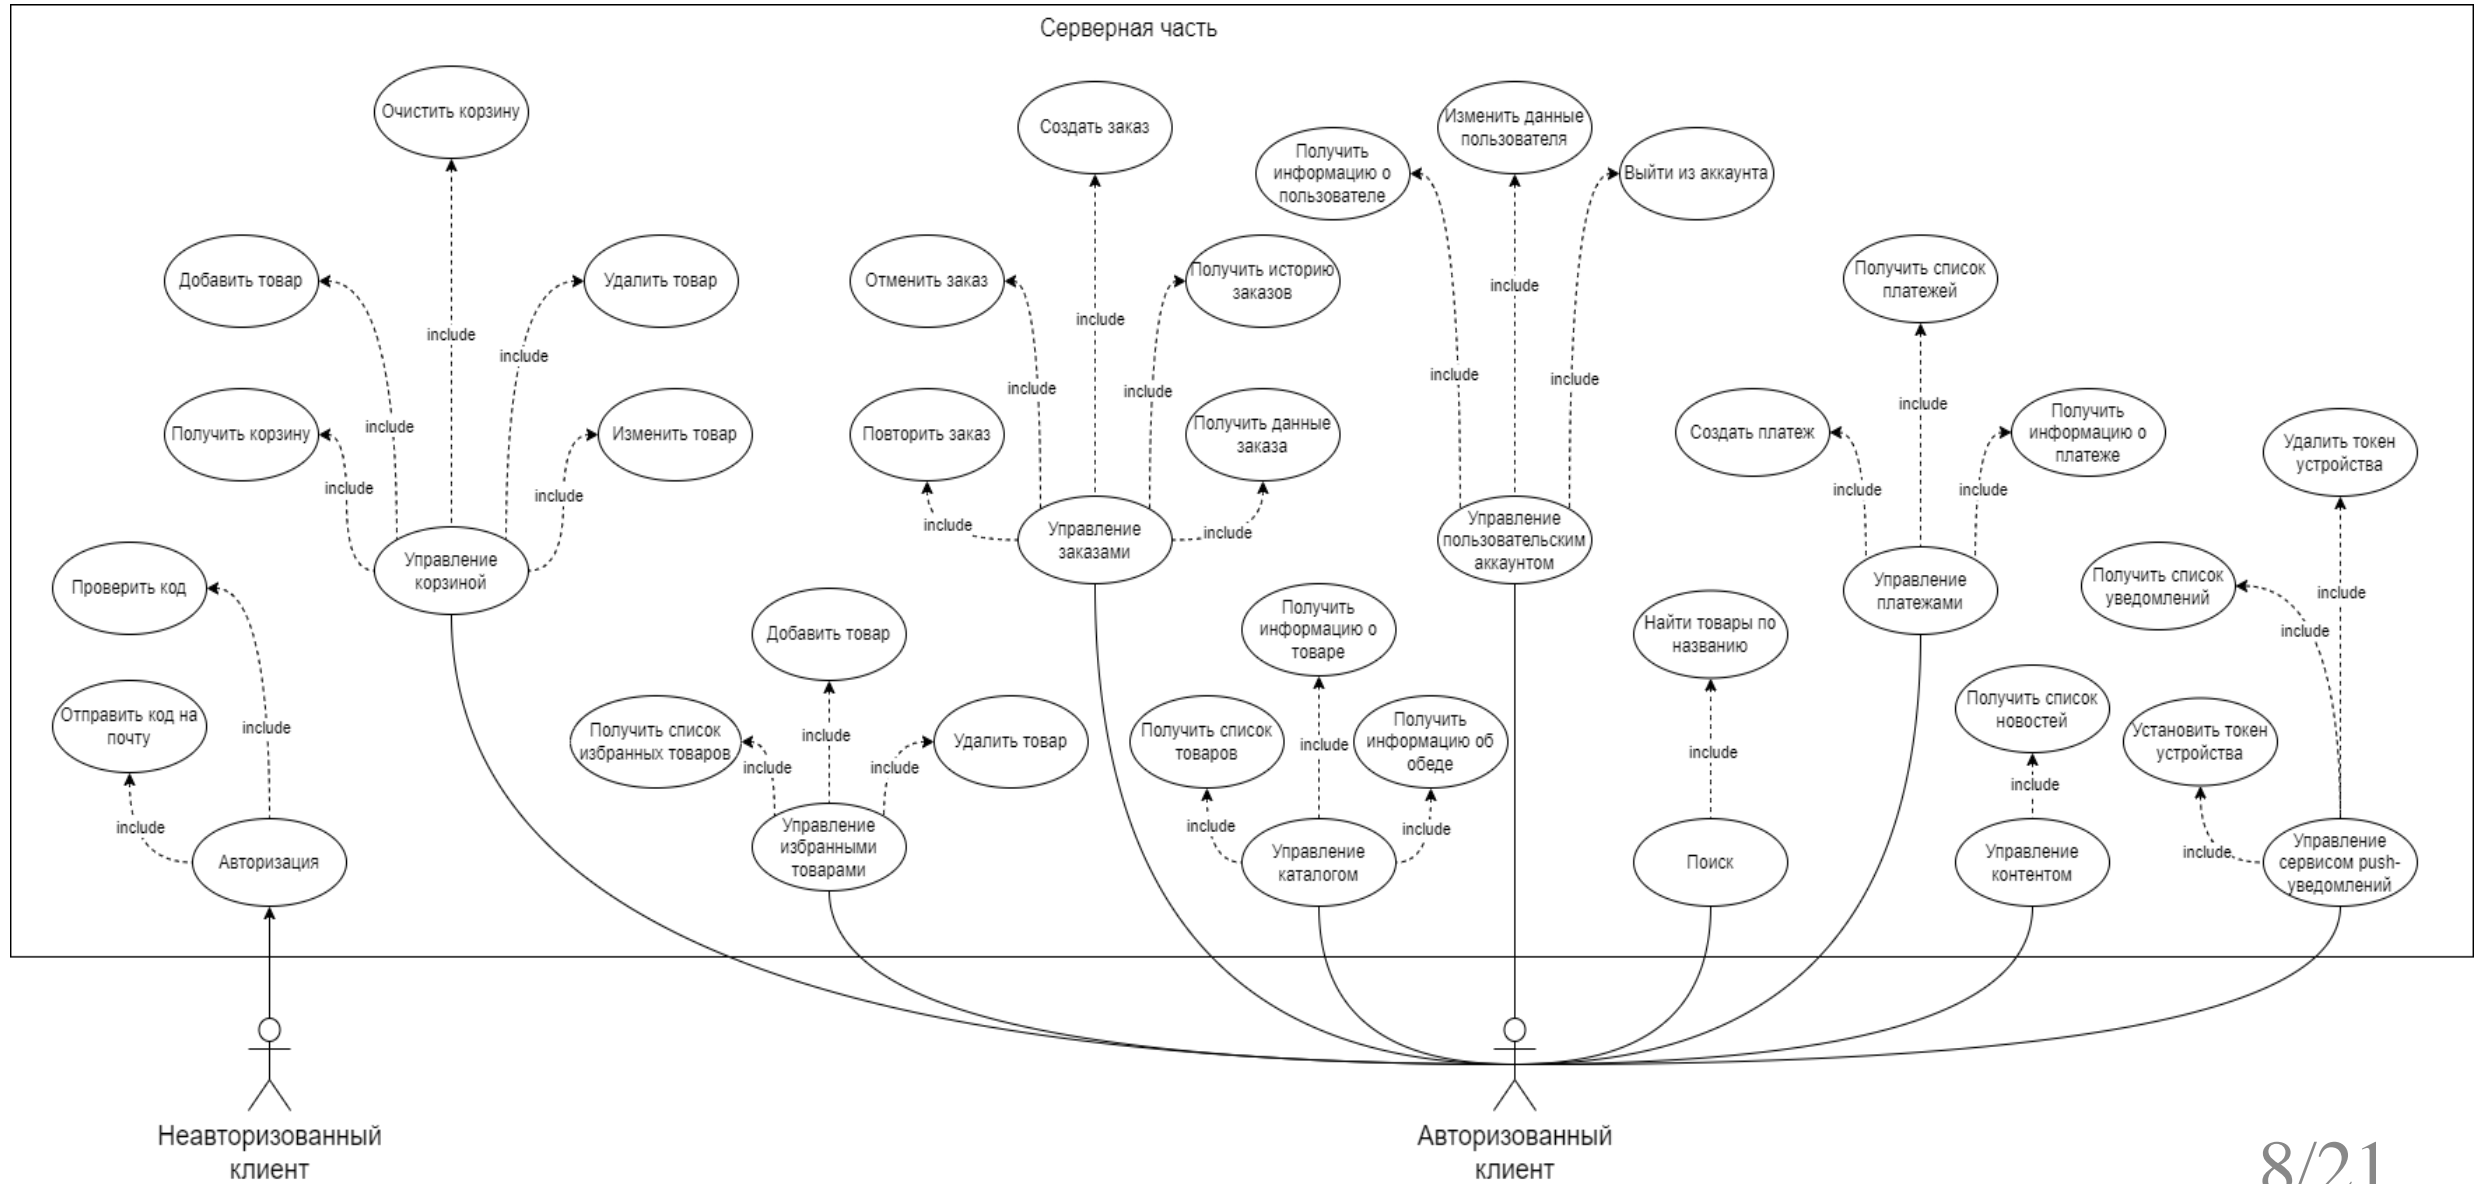 Серверная часть
Очистить корзину
Добавить товар
Удалить товар
include
include
include
Получить корзину
Изменить товар
include
include
Управление
корзиной
Проверить код
Отправить код на
почту
include
include
Авторизация
Создать заказ
Отменить заказ
Получить историю
заказов
include
include
include
Повторить заказ
Получить данные
заказа
include
include
Управление
заказами
Получить
информацию о
пользователе
Изменить данные
пользователя
Выйти из аккаунта
include
include
include
Управление
пользовательским
аккаунтом
Получить список
платежей
include
Создать платеж
Получить
информацию о
платеже
include
include
Управление
платежами
Добавить товар
Получить список
избранных товаров
Удалить товар
include
include
include
Управление
избранными
товарами
Получить
информацию о
товаре
Получить список
товаров
Получить
информацию об
обеде
include
include
include
Управление
каталогом
Найти товары по
названию
include
Поиск
Получить список
новостей
include
Управление
контентом
Удалить токен
устройства
Получить список
уведомлений
include
include
Установить токен
устройства
include
Управление
сервисом push-
уведомлений
Неавторизованный
клиент
Авторизованный
клиент
8/21